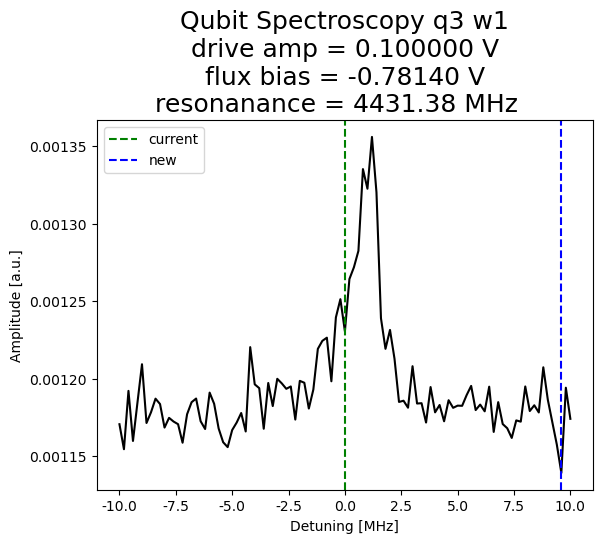 Qubit Spectroscopy q3 w1
drive amp = 0.100000 V
flux bias = -0.78140 V
resonanance = 4431.38 MHz
current
new
0.00135
0.00130
0.00125
0.00120
0.00115
Amplitude [a.u.]
-10.0 -7.5 -5.0 -2.5 0.0 2.5 5.0 7.5 10.0
Detuning [MHz]